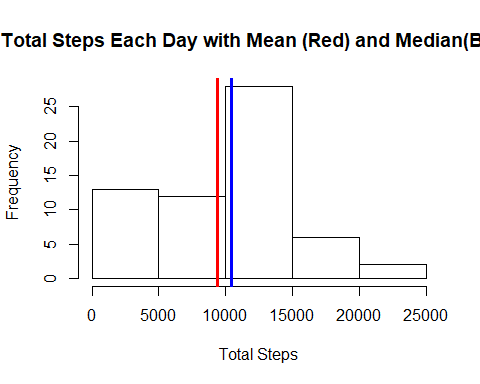 Total Steps Each Day with Mean (Red) and Median(B
Frequency
0 5 10 15 20 25
0 5000 10000 15000 20000 25000
Total Steps